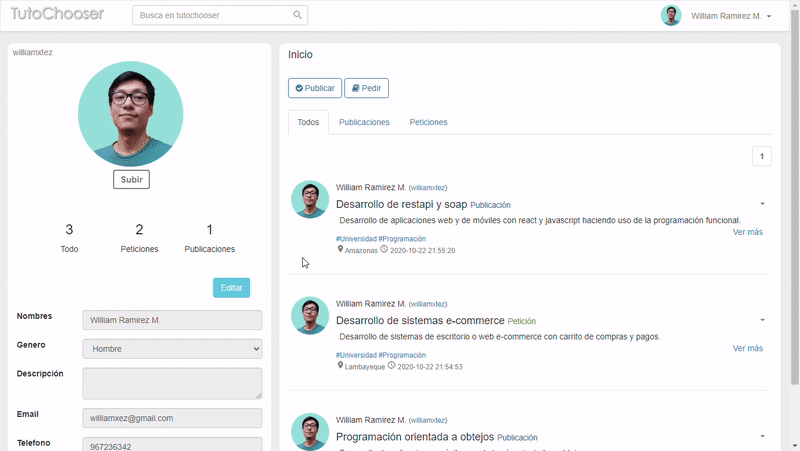 TutoChooser
Busca en tutochooser
William Ramirez M.
williamxtez
Subir
3 2 1
Todo Peticiones Publicaciones
Editar
Nombres William Ramirez M.
Genero Hombre
Descripción
Email williamxez@gmail.com
Telefono 967236342
Inicio
Publicar Pedir
Todos Publicaciones Peticiones
1
William Ramirez M. (williamxtez)
Desarrollo de restapi y soap Publicación
Desarrollo de aplicaciones web y de móviles con react y javascript haciendo uso de la programación funcional.
Ver más
#Universidad #Programación
Amazonas 2020-10-22 21:55:20
William Ramirez M. (williamxtez)
Desarrollo de sistemas e-commerce Petición
Desarrollo de sistemas de escritorio o web e-commerce con carrito de compras y pagos.
Ver más
#Universidad #Programación
Lambayeque 2020-10-22 21:54:53
William Ramirez M. (williamxtez)
Programación orientada a obtejos Publicación